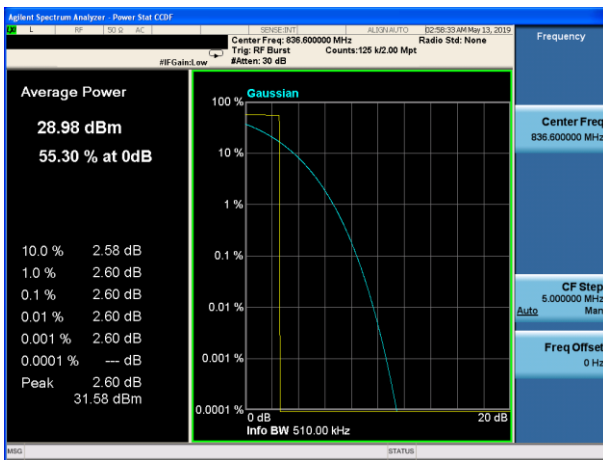 Agilent Spectrum Analyzer - Power Stat CCDF
L RF 50 Ω AC SENSE:INT ALIGNAUTO 02:58:33 AM May 13, 2019
Center Freq: 836.600000 MHz Radio Std: None
Trig: RF Burst Counts:125 k/2.00 Mpt
#IFGain:Low #Atten: 30 dB
Frequency
Average Power
28.98 dBm
55.30 % at 0dB
10.0 % 2.58 dB
1.0 % 2.60 dB
0.1 % 2.60 dB
0.01 % 2.60 dB
0.001 % 2.60 dB
0.0001 % --- dB
Peak 2.60 dB
31.58 dBm
Gaussian
100 %
10 %
1 %
0.1 %
0.01 %
0.001 %
0.0001 %
0 dB 20 dB
Info BW 510.00 kHz
Center Freq
836.600000 MHz
CF Step
5.000000 MHz
Auto Man
Freq Offset
0 Hz
MSG STATUS